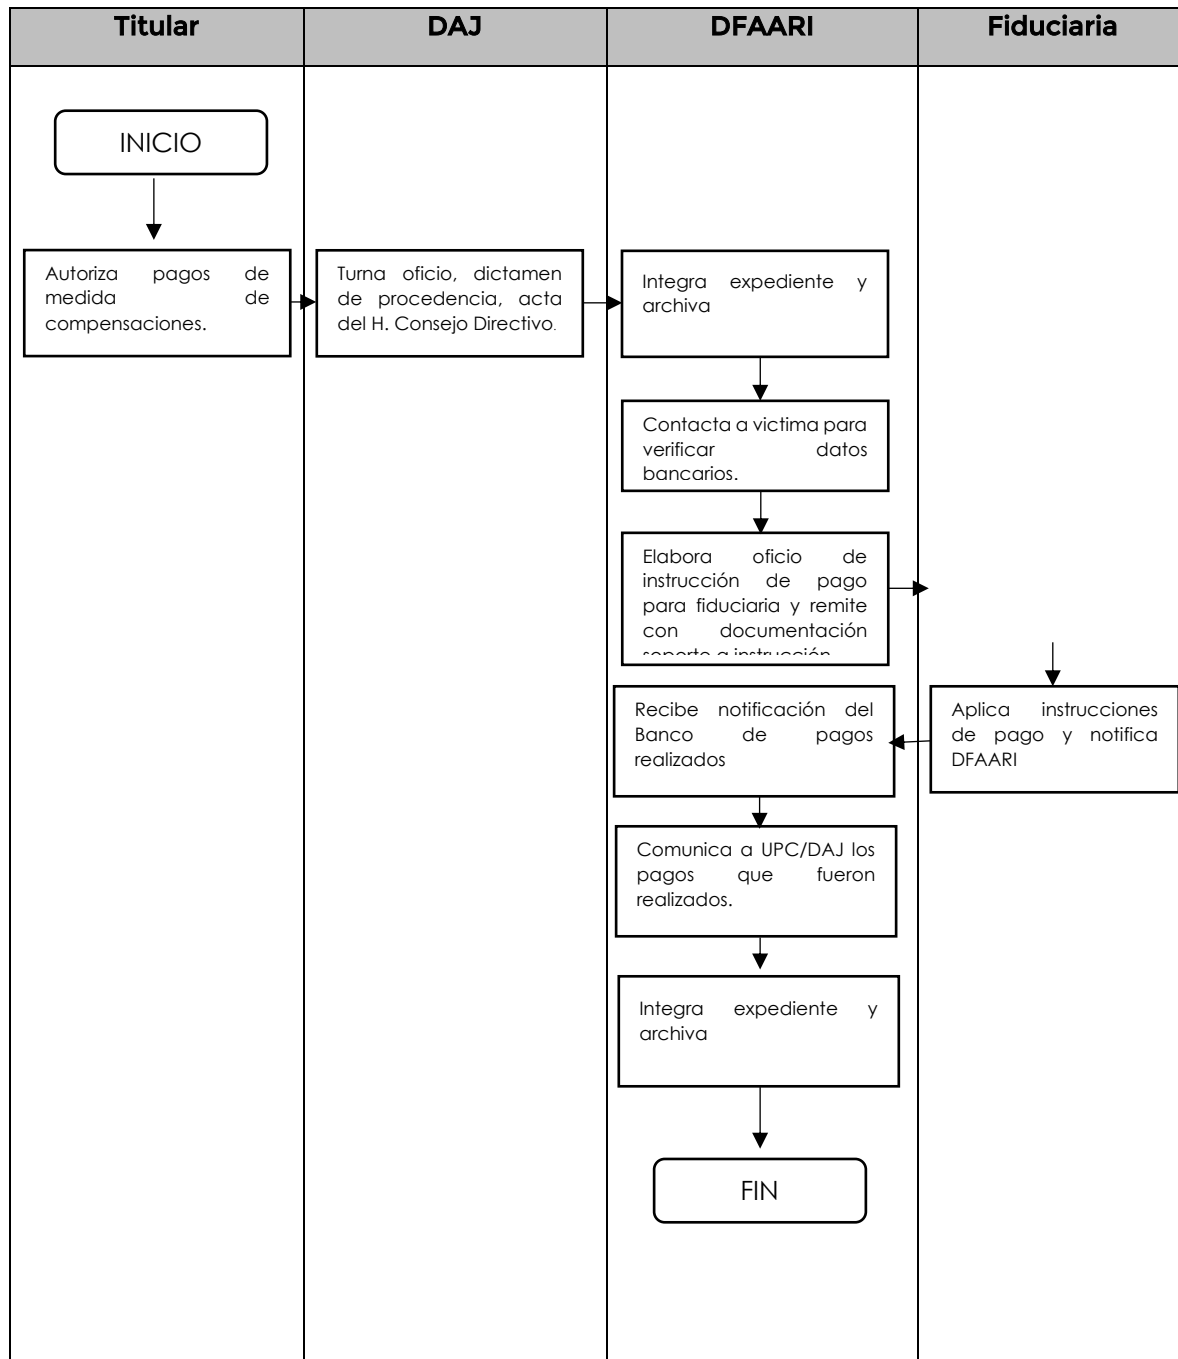 Titular
DAJ
DFAARI
Fiduciaria
INICIO
Autoriza pagos de
medida de
compensaciones.
Turna oficio, dictamen
de procedencia, acta
del H. Consejo Directivo.
Integra expediente y
archiva
Contacta a victima para
verificar datos
bancarios.
Elabora oficio de
instrucción de pago
para fiduciaria y remite
con documentación
soporte a instrucción
Aplica instrucciones
de pago y notifica
DFAARI
Recibe notificación del
Banco de pagos
realizados
Comunica a UPC/DAJ los
pagos que fueron
realizados.
Integra expediente y
archiva
FIN